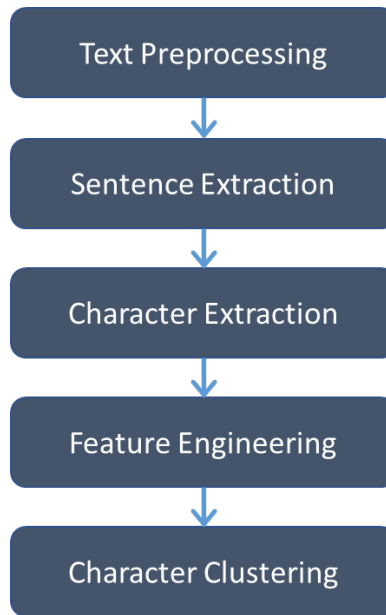 Text Preprocessing
Sentence Extraction
Character Extraction
Feature Engineering
Character Clustering